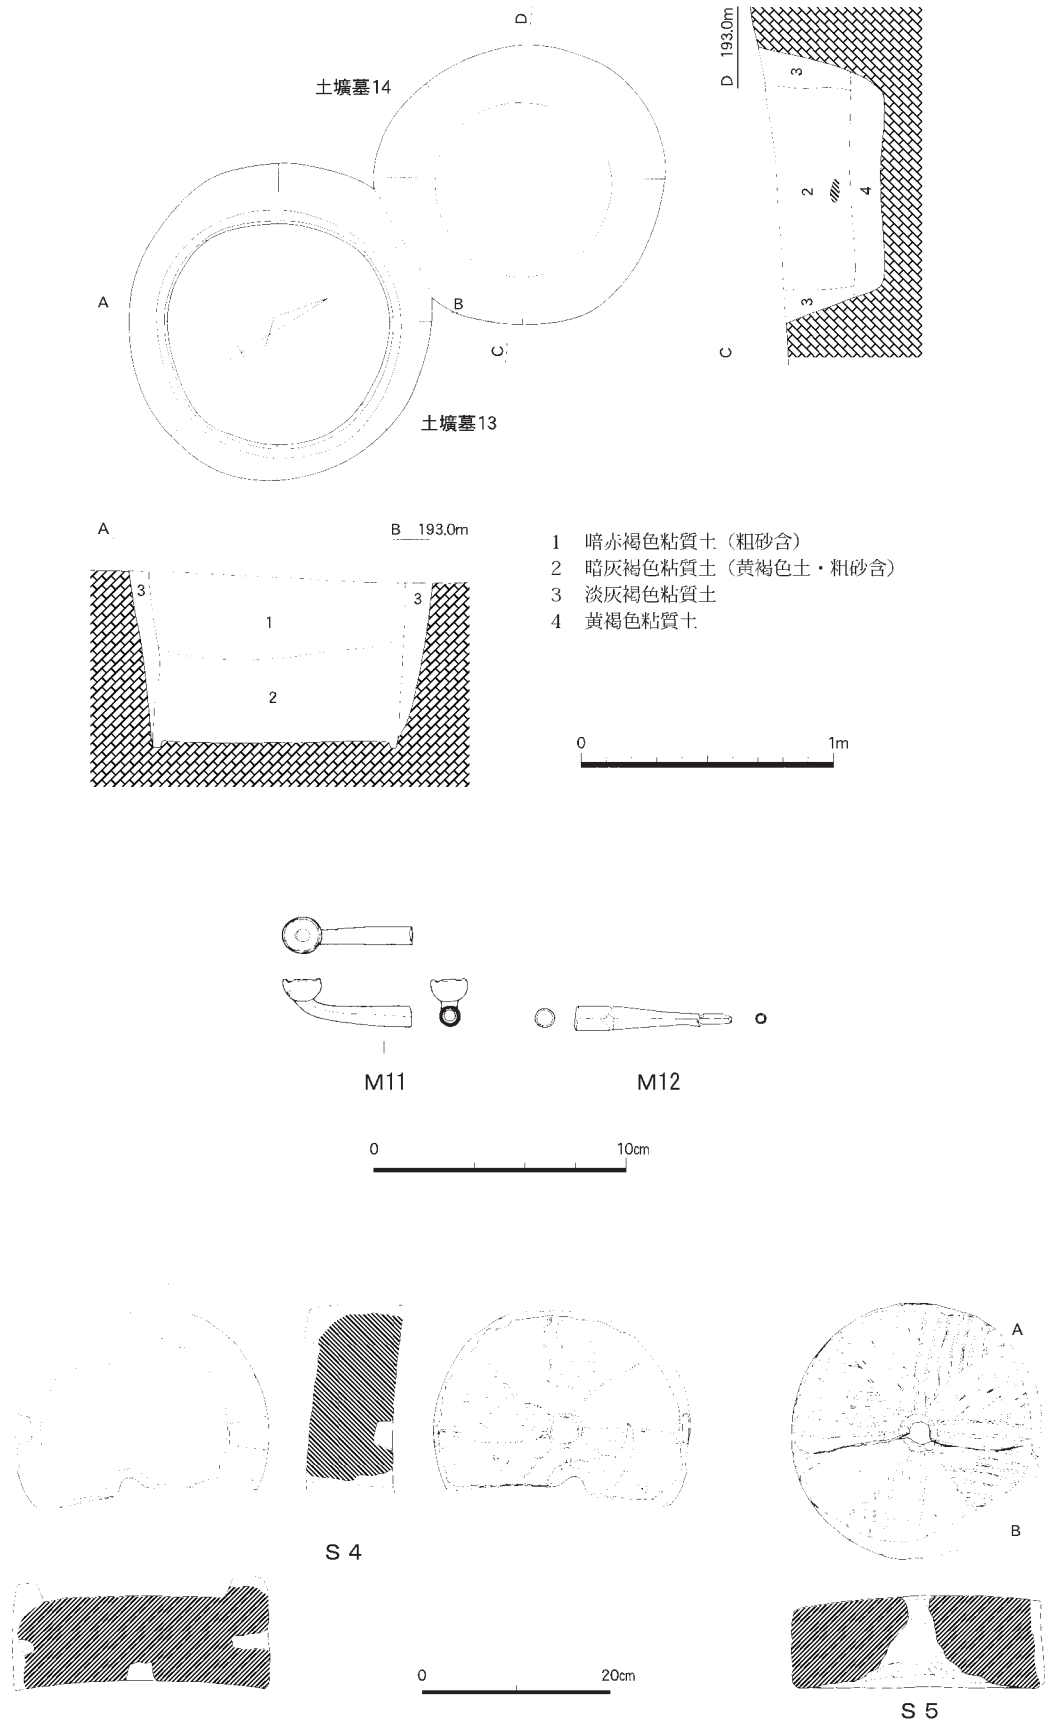 D
土壙墓14
D 193.0m
3
2
4
3
C
A
B
C
土壙墓13
A
B 193.0m
3
3
1
2
1 暗赤褐色粘質土（粗砂含）
2 暗灰褐色粘質土（黄褐色土・粗砂含）
3 淡灰褐色粘質土
4 黄褐色粘質土
0 1m
M11
M12
0 10cm
A
B
S 4
0 20cm
S 5